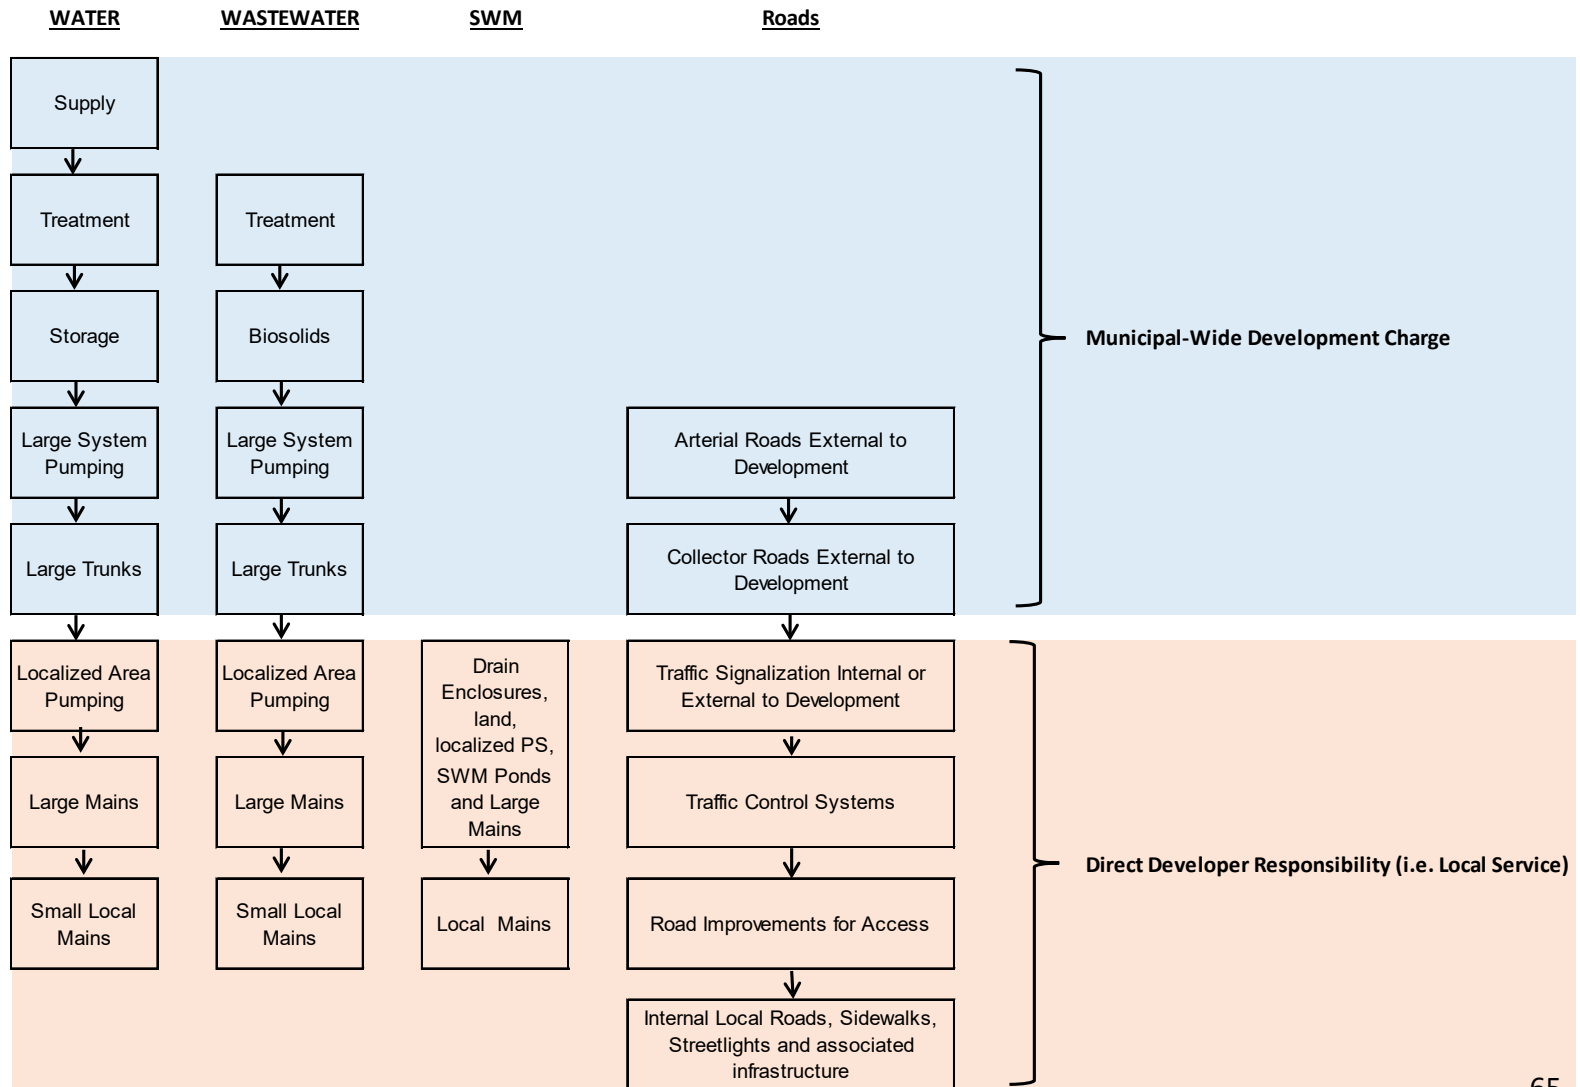 WATER
WASTEWATER
SWM
Roads
Supply
Treatment
Treatment
Storage
Biosolids
Municipal-Wide Development Charge
Large System
Pumping
Large System
Pumping
Arterial Roads External to
Development
Large Trunks
Large Trunks
Collector Roads External to
Development
Localized Area
Pumping
Localized Area
Pumping
Drain
Enclosures,
land,
localized PS,
SWM Ponds
and Large
Mains
Traffic Signalization Internal or
External to Development
Large Mains
Large Mains
Traffic Control Systems
Direct Developer Responsibility (i.e. Local Service)
Small Local
Mains
Small Local
Mains
Local Mains
Road Improvements for Access
Internal Local Roads, Sidewalks,
Streetlights and associated
infrastructure
65